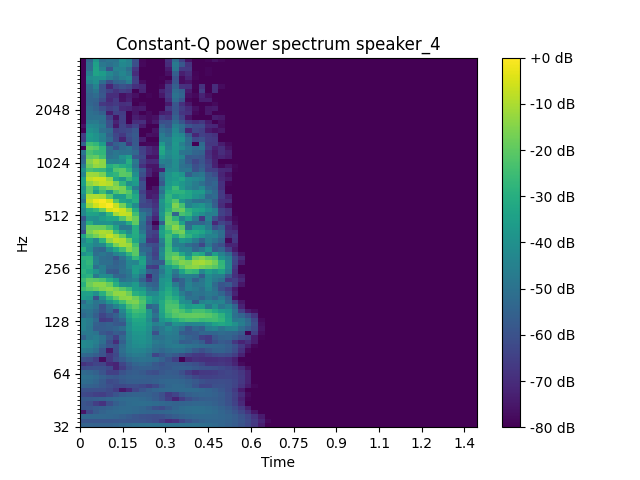 Constant-Q power spectrum speaker_4
Hz
2048
1024
512
256
128
64
32
0 0.15 0.3 0.45 0.6 0.75 0.9 1.1 1.2 1.4
Time
+0 dB
-10 dB
-20 dB
-30 dB
-40 dB
-50 dB
-60 dB
-70 dB
-80 dB